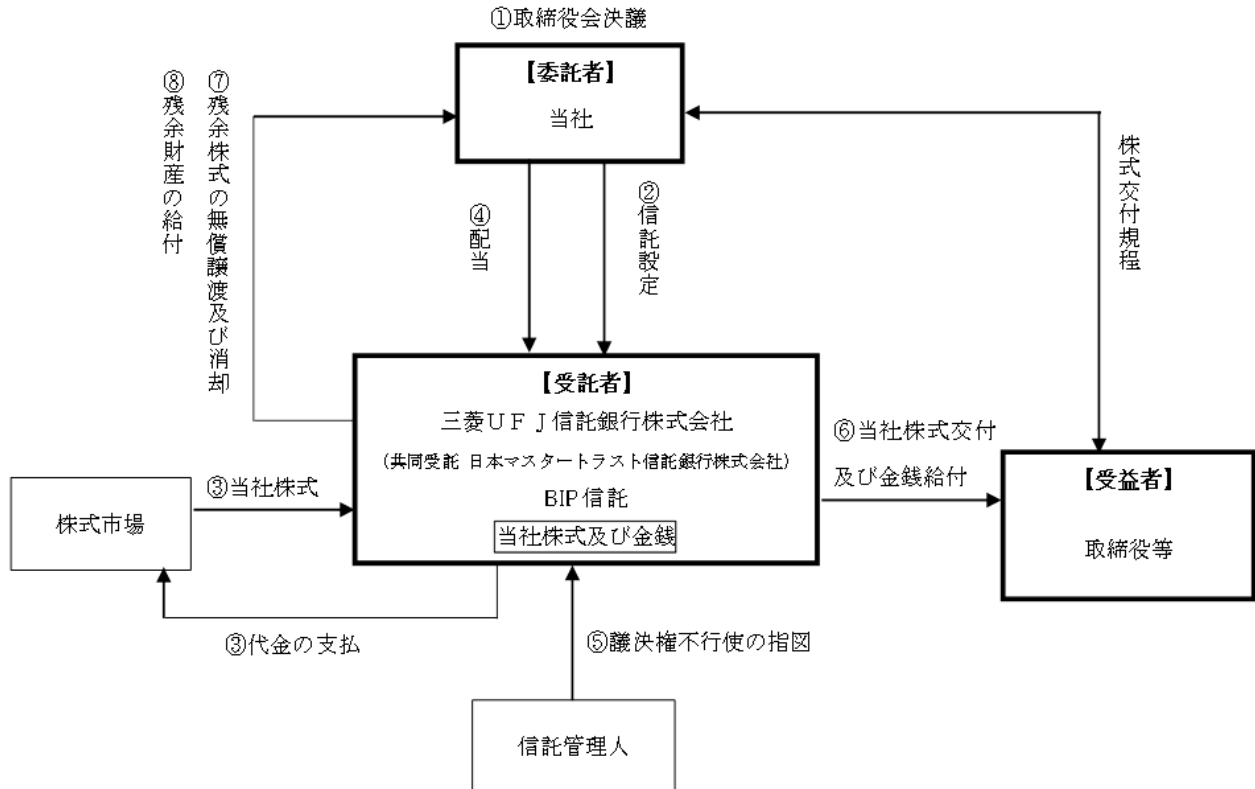 ①取締役会決議
【委託者】
当社
⑧残余財産の給付
⑦残余株式の無償譲渡及び消却
④配当
②信託設定
株式交付規程
【受託者】
三菱UFJ信託銀行株式会社
(共同受託 日本マスタートラスト信託銀行株式会社)
BIP信託
当社株式及び金銭
③当社株式
株式市場
⑥当社株式交付
及び金銭給付
【受益者】
取締役等
③代金の支払
⑤議決権不行使の指図
信託管理人